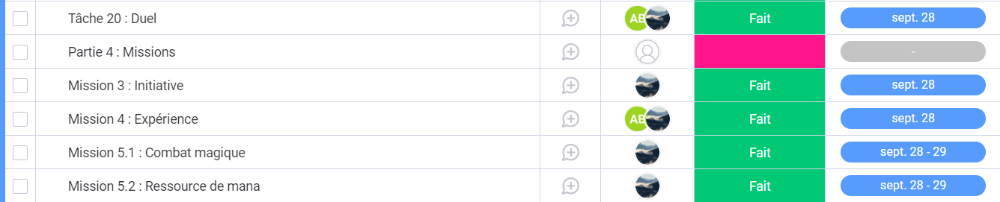 Tâche 20 : Duel AB Fait sept. 28
Partie 4 : Missions -
Mission 3 : Initiative Fait sept. 28
Mission 4 : Expérience AB Fait sept. 28
Mission 5.1 : Combat magique Fait sept. 28 - 29
Mission 5.2 : Ressource de mana Fait sept. 28 - 29